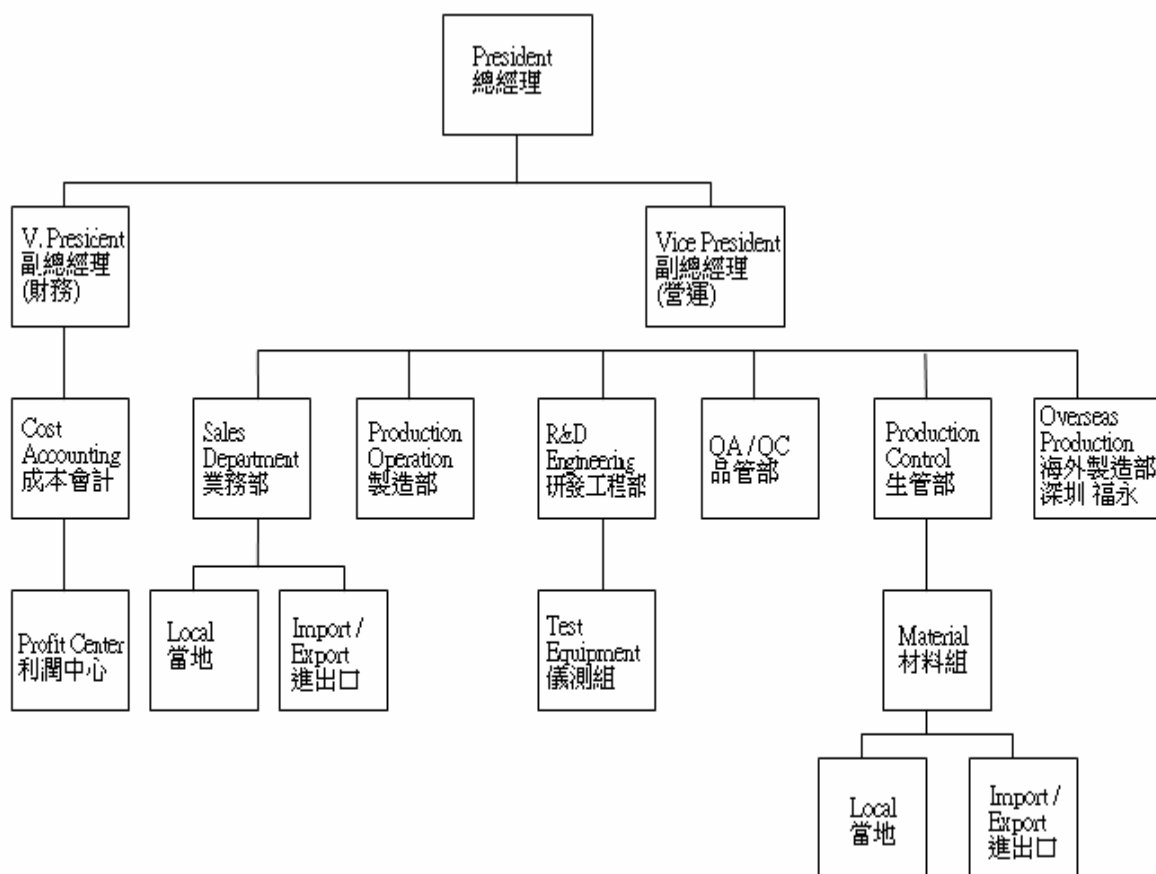 President
總經理
V. Presicent
副總經理
(財務)
Vice President
副總經理
(營運)
Cost
Accounting
成本會計
Sales
Department
業務部
Production
Operation
製造部
R&D
Engineering
研發工程部
QA / QC
品管部
Production
Control
生管部
Overseas
Production
海外製造部
深圳 福永
Profit Center
利潤中心
Local
當地
Import /
Export
進出口
Test
Equipment
儀測組
Material
材料組
Local
當地
Import /
Export
進出口